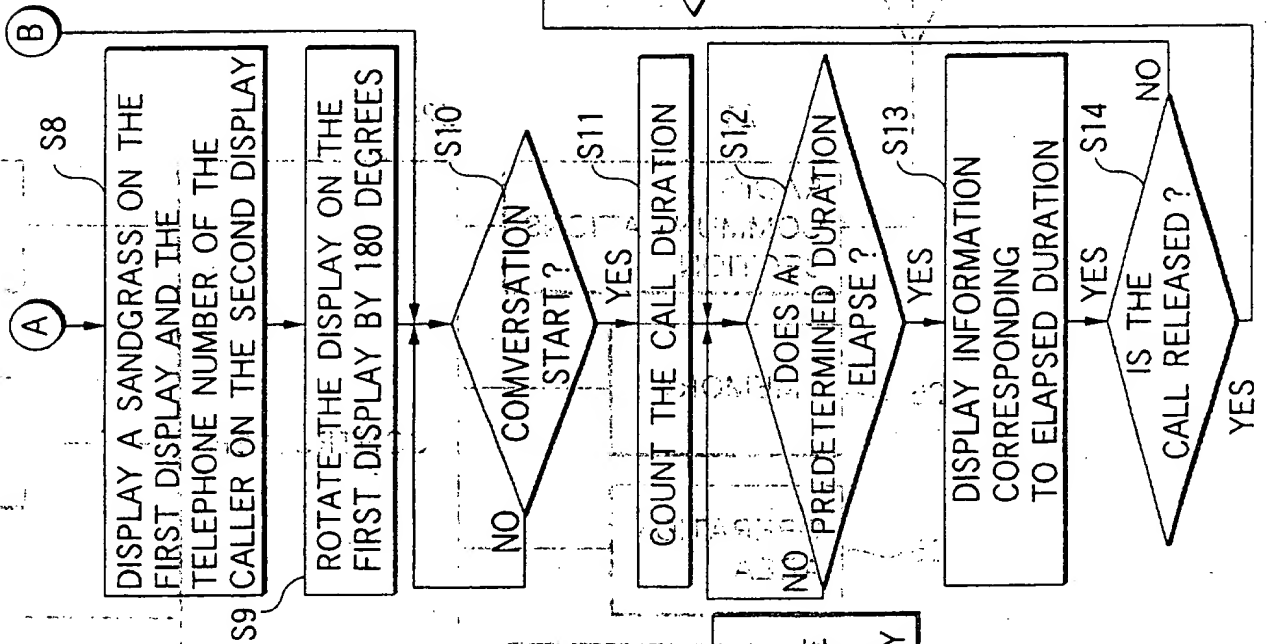 A
B
S8
DISPLAY A SANDGRASS ON THE
FIRST DISPLAY AND THE
TELEPHONE NUMBER OF THE
CALLER ON THE SECOND DISPLAY
S9
ROTATE THE DISPLAY ON THE
FIRST DISPLAY BY 180 DEGREES
S10
COMVERSATION
START ?
NO
YES
S11
COUNT THE CALL DURATION
S12
DOES A
PREDETERMINED DURATION
ELAPSE ?
NO
YES
S13
DISPLAY INFORMATION
CORRESPONDING
TO ELAPSED DURATION
YES
S14
IS THE
CALL RELEASED ?
NO
YES